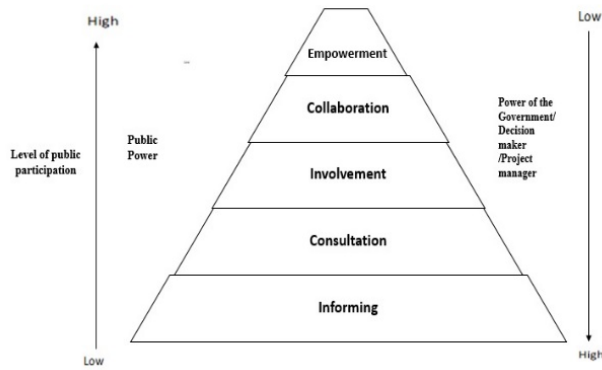 High
Low
Empowerment
Collaboration
Power of the
Government/
Decision
maker
/Project
manager
Public
Power
Level of public
participation
Involvement
Consultation
Informing
Low
High